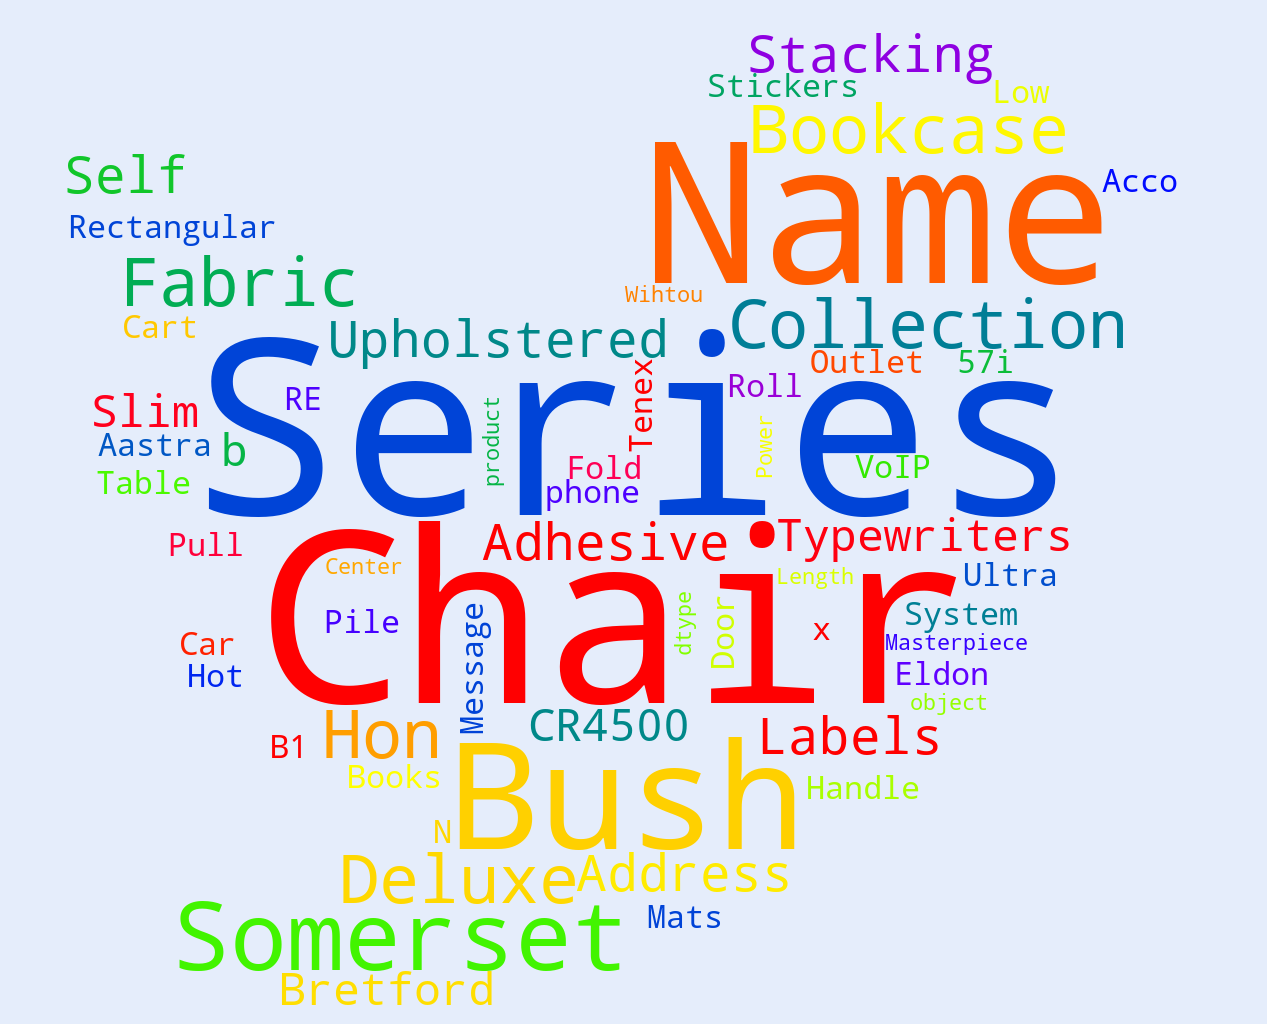 Stacking
Stickers
Low
Bookcase
Name
Acco
Self
Rectangular
Fabric
Cart
Wihtou
Collection
Upholstered
Outlet
57i
Series
RE
Tenex
Roll
Slim
Aastra
b
Table
product
Fold
phone
Power
VoIP
Pull
Adhesive
Typewriters
Chair
Center
Length
Ultra
Pile
Message
dtype
Door
x
System
Masterpiece
Car
Hot
Eldon
object
Hon
CR4500
Labels
B1
Books
Bush
Handle
N
Deluxe
Address
Somerset
Mats
Bretford